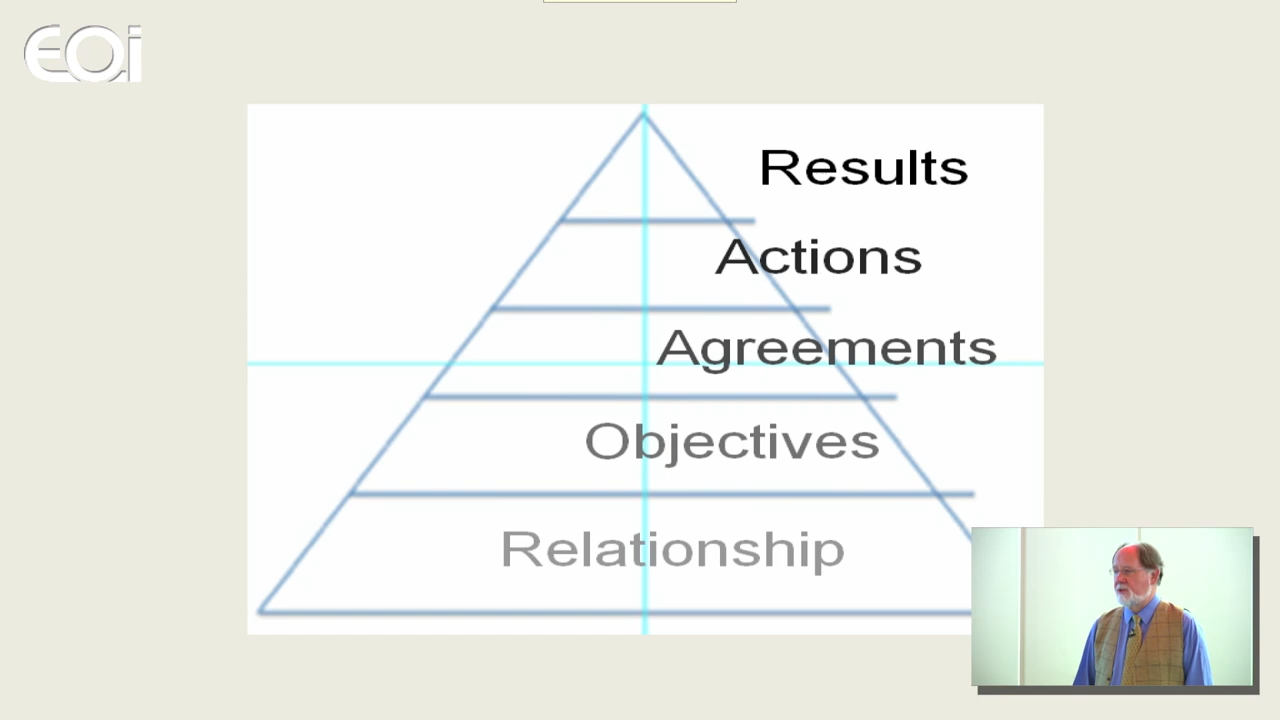 EOi
Results
Actions
Agreements
Objectives
Relationship